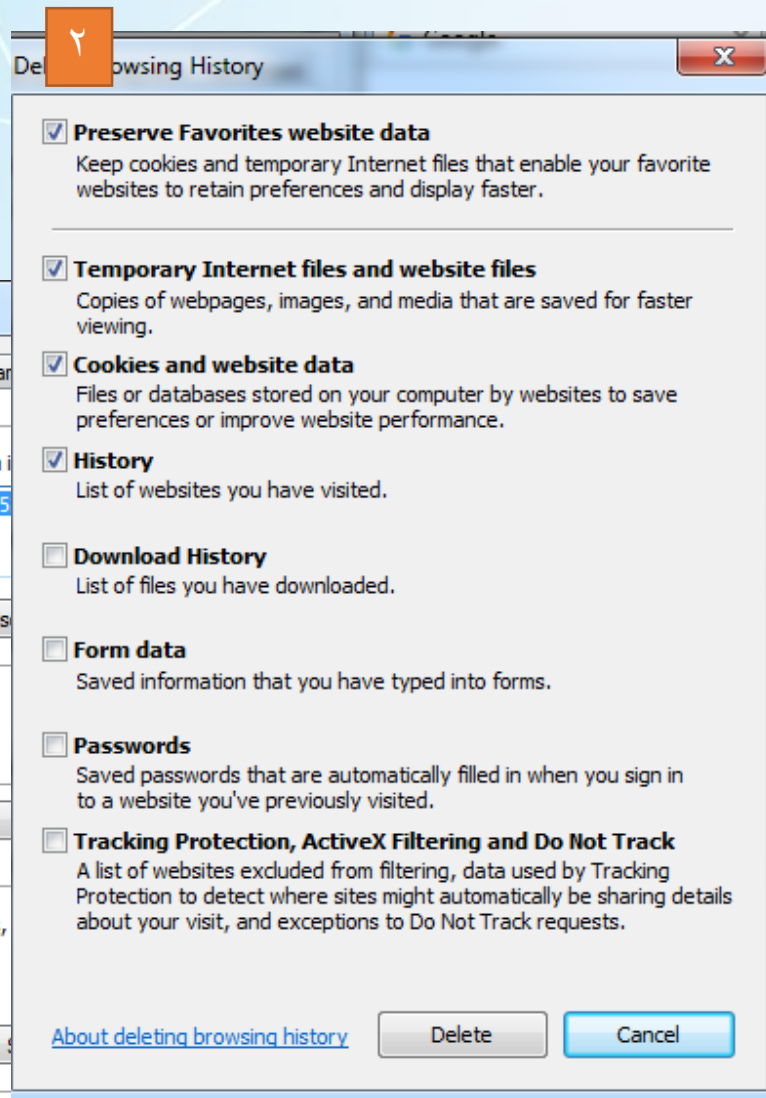 ٢
Google
Del owsing History
Preserve Favorites website data
Keep cookies and temporary Internet files that enable your favorite
websites to retain preferences and display faster.
Temporary Internet files and website files
Copies of webpages, images, and media that are saved for faster
viewing.
Cookies and website data
Files or databases stored on your computer by websites to save
preferences or improve website performance.
History
List of websites you have visited.
Download History
List of files you have downloaded.
Form data
Saved information that you have typed into forms.
Passwords
Saved passwords that are automatically filled in when you sign in
to a website you've previously visited.
Tracking Protection, ActiveX Filtering and Do Not Track
A list of websites excluded from filtering, data used by Tracking
Protection to detect where sites might automatically be sharing details
about your visit, and exceptions to Do Not Track requests.
About deleting browsing history
Delete
Cancel